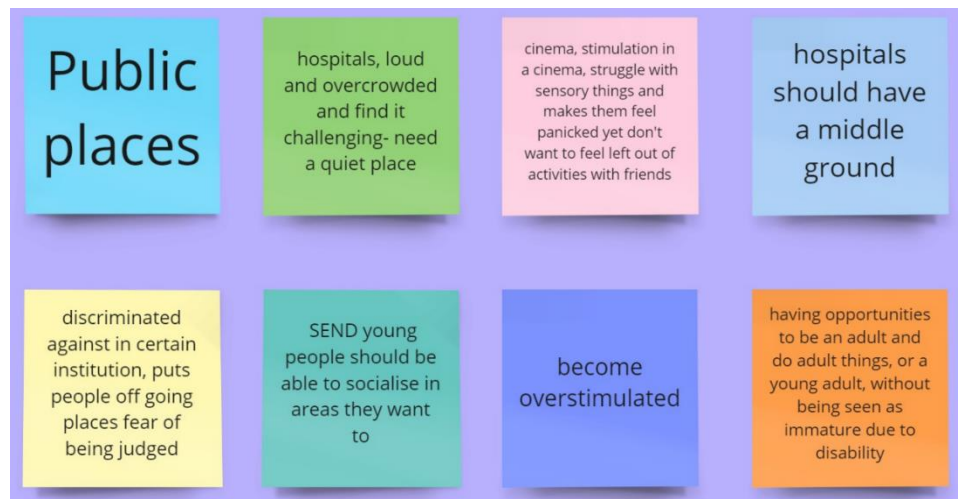 Public
places
hospitals, loud
and overcrowded
and find it
challenging- need
a quiet place
cinema, stimulation in
a cinema, struggle with
sensory things and
makes them feel
panicked yet don't
want to feel left out of
activities with friends
hospitals
should have
a middle
ground
discriminated
against in certain
institution, puts
people off going
places fear of
being judged
SEND young
people should be
able to socialise in
areas they want
to
become
overstimulated
having opportunities
to be an adult and
do adult things, or a
young adult, without
being seen as
immature due to
disability